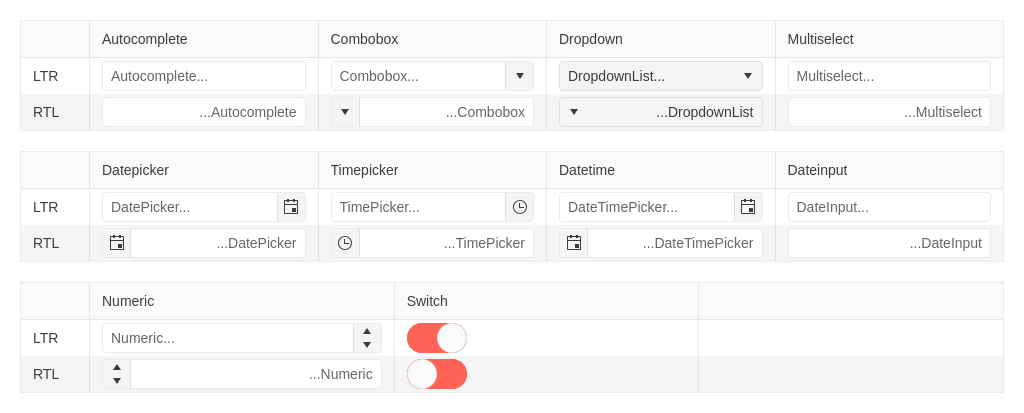 Autocomplete Combobox Dropdown Multiselect
LTR Autocomplete... Combobox... DropdownList... Multiselect...
RTL ...Autocomplete ...Combobox ...DropdownList ...Multiselect
Datepicker Timepicker Datetime Dateinput
LTR DatePicker... TimePicker... DateTimePicker... DateInput...
RTL ...DatePicker ...TimePicker ...DateTimePicker ...DateInput
Numeric Switch
LTR Numeric...
RTL ...Numeric